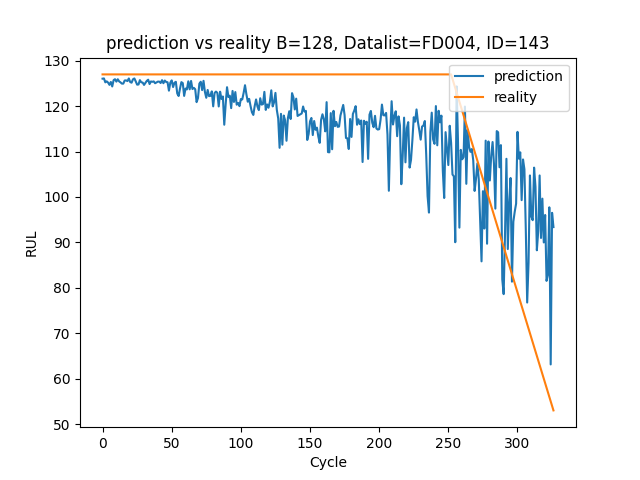 prediction vs reality B=128, Datalist=FD004, ID=143
prediction
reality
130
120
110
100
90
80
70
60
50
RUL
0 50 100 150 200 250 300
Cycle